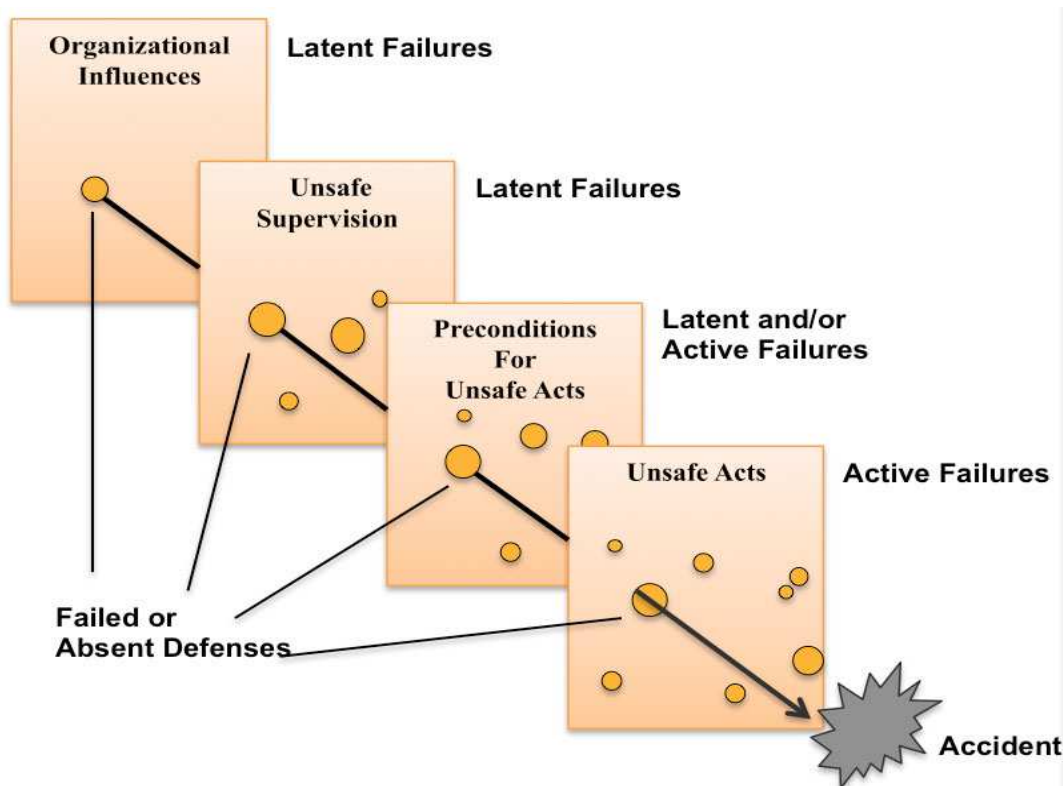 Organizational
Influences
Latent Failures
Unsafe
Supervision
Latent Failures
Preconditions
For
Unsafe Acts
Latent and/or
Active Failures
Unsafe Acts
Active Failures
Failed or
Absent Defenses
Accident